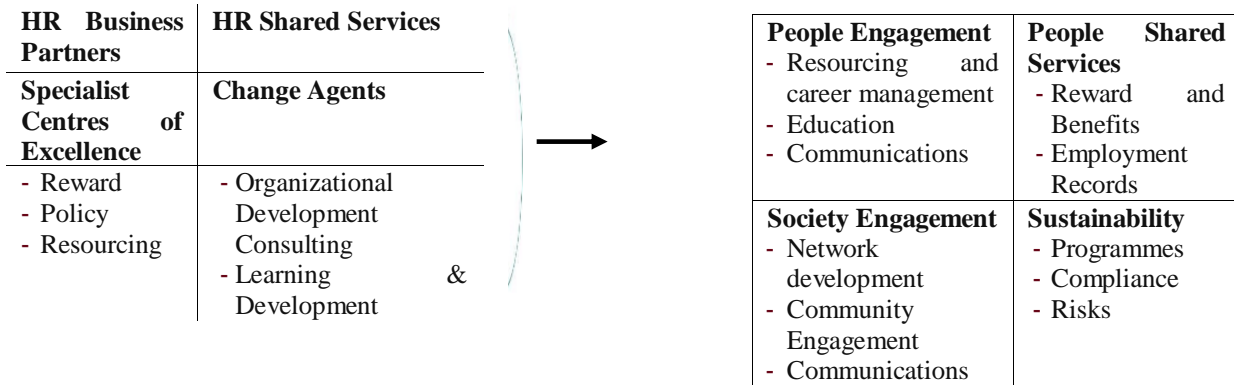 HR Business Partners
HR Shared Services
Specialist Centres of Excellence
Change Agents
- Reward
- Policy
- Resourcing
- Organizational Development Consulting
- Learning & Development
People Engagement
- Resourcing and career management
- Education
- Communications
People Shared Services
- Reward and Benefits
- Employment Records
Society Engagement
- Network development
- Community Engagement
- Communications
Sustainability
- Programmes
- Compliance
- Risks